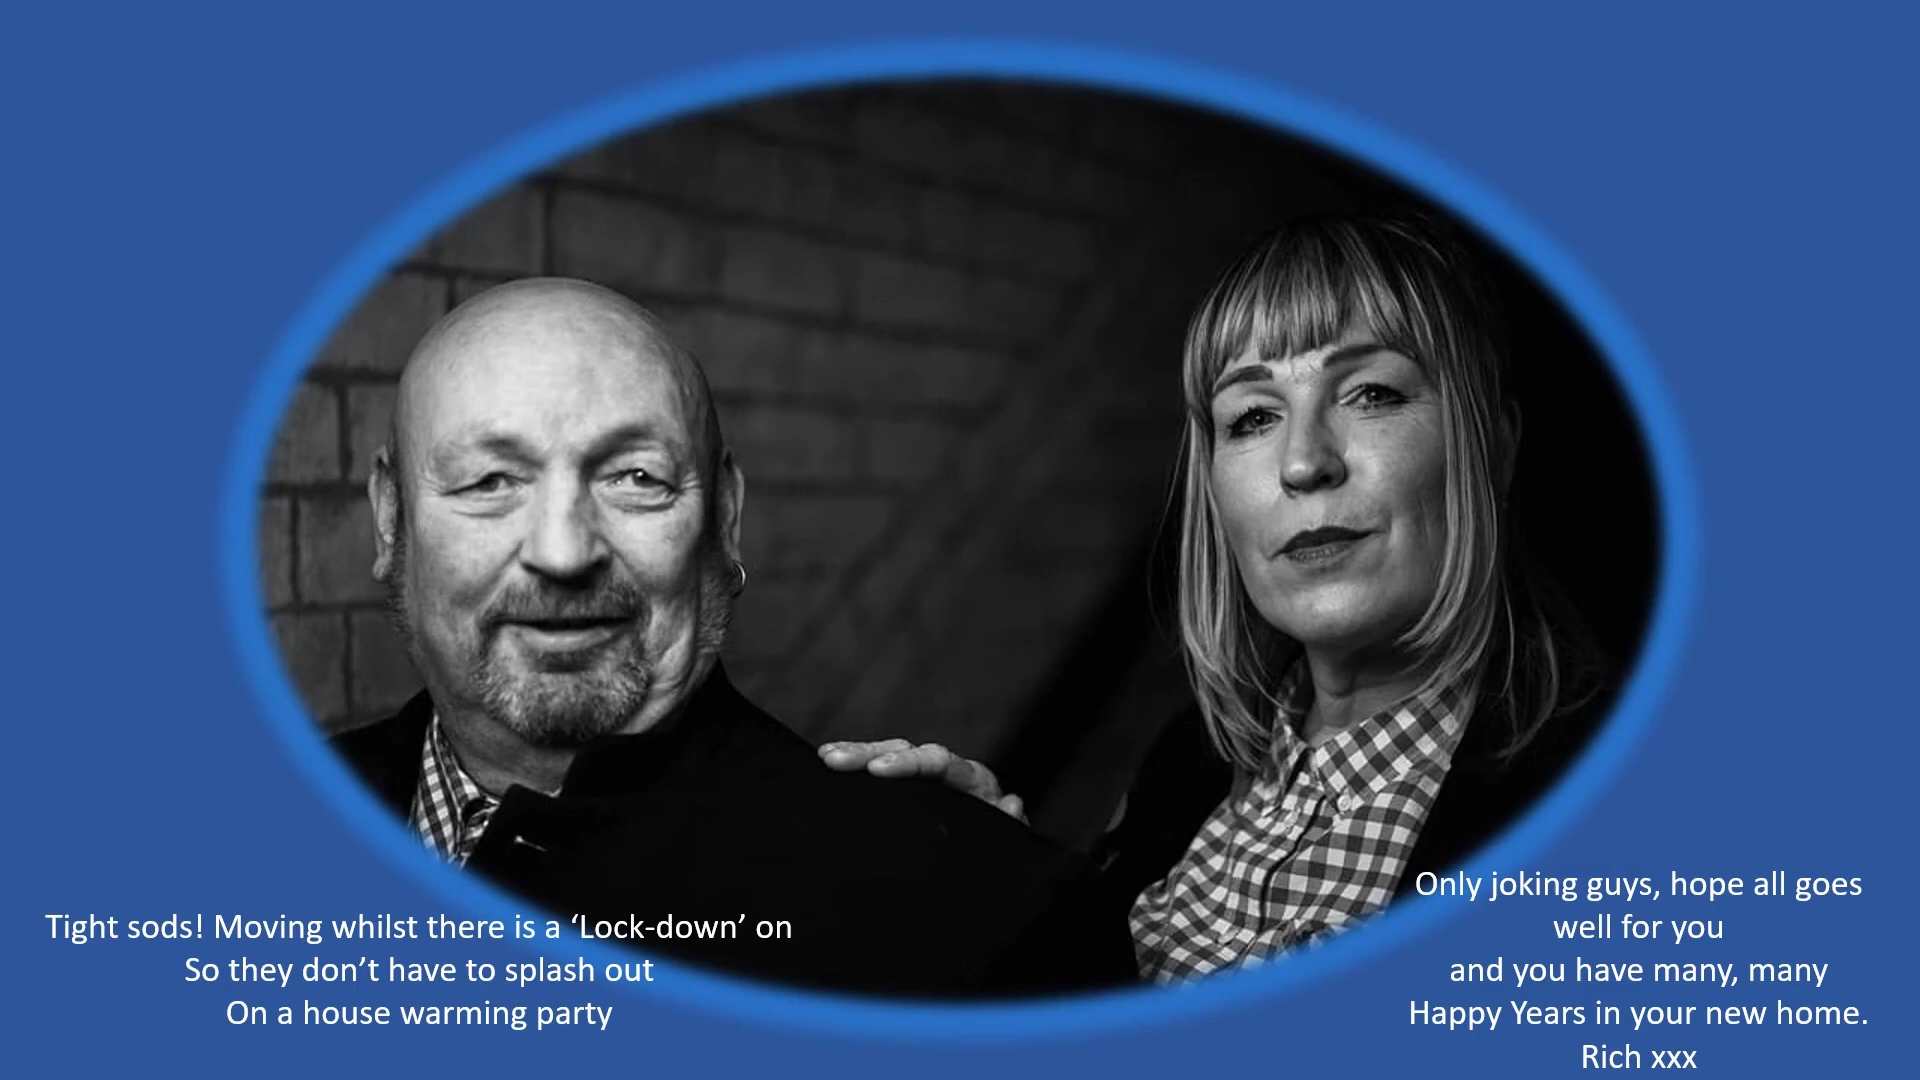 Tight sods! Moving whilst there is a ‘Lock-down’ on
So they don’t have to splash out
On a house warming party
Only joking guys, hope all goes
well for you
and you have many, many
Happy Years in your new home.
Rich xxx